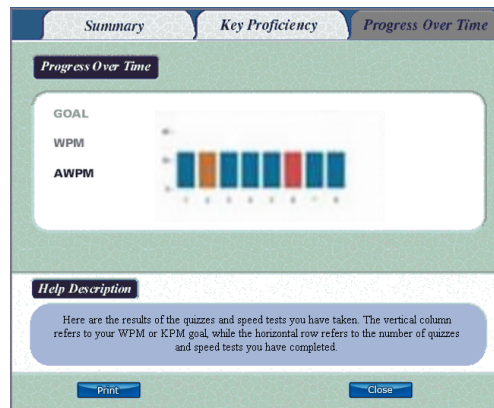 Summary
Key Proficiency
Progress Over Time
Progress Over Time
GOAL
WPM
AWPM
Help Description
Here are the results of the quizzes and speed tests you have taken. The vertical column
refers to your WPM or KPM goal, while the horizontal row refers to the number of quizzes
and speed tests you have completed.
Print
Close